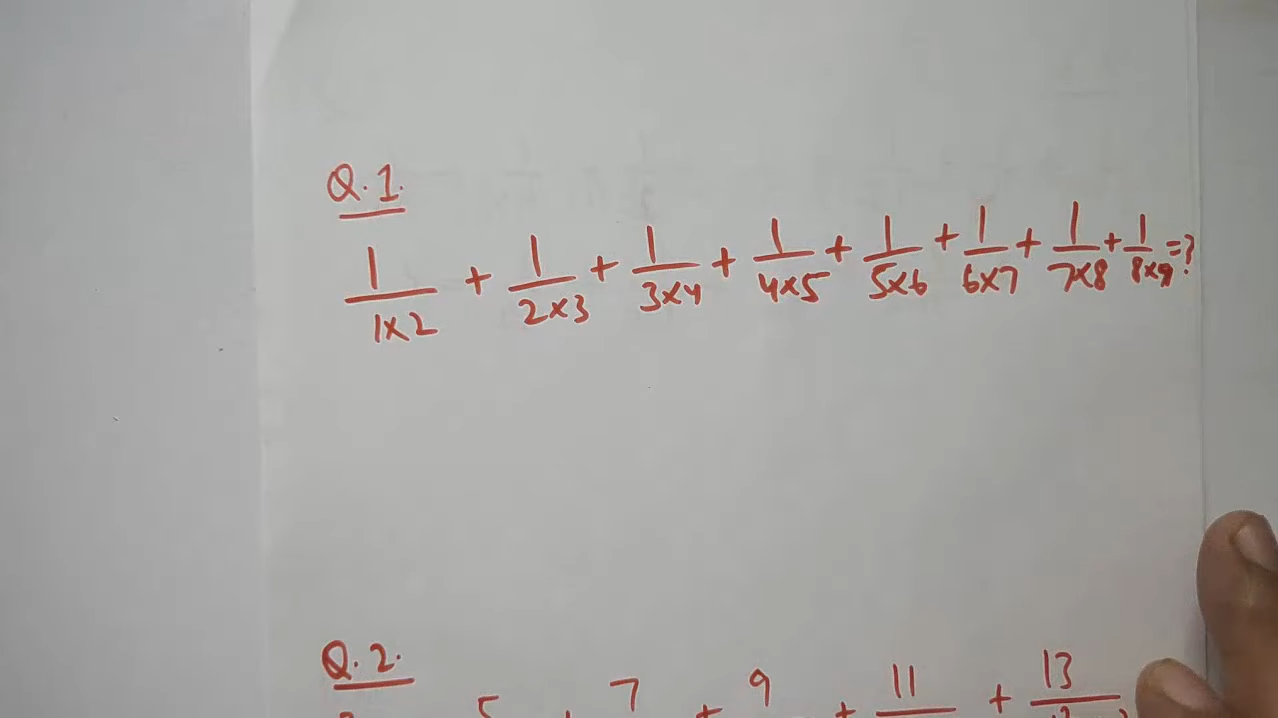 Q.1.
1/1×2 + 1/2×3 + 1/3×4 + 1/4×5 + 1/5×6 + 1/6×7 + 1/7×8 + 1/8×9 = ?
Q.2.
5 + 7 + 9 + 11 + 13